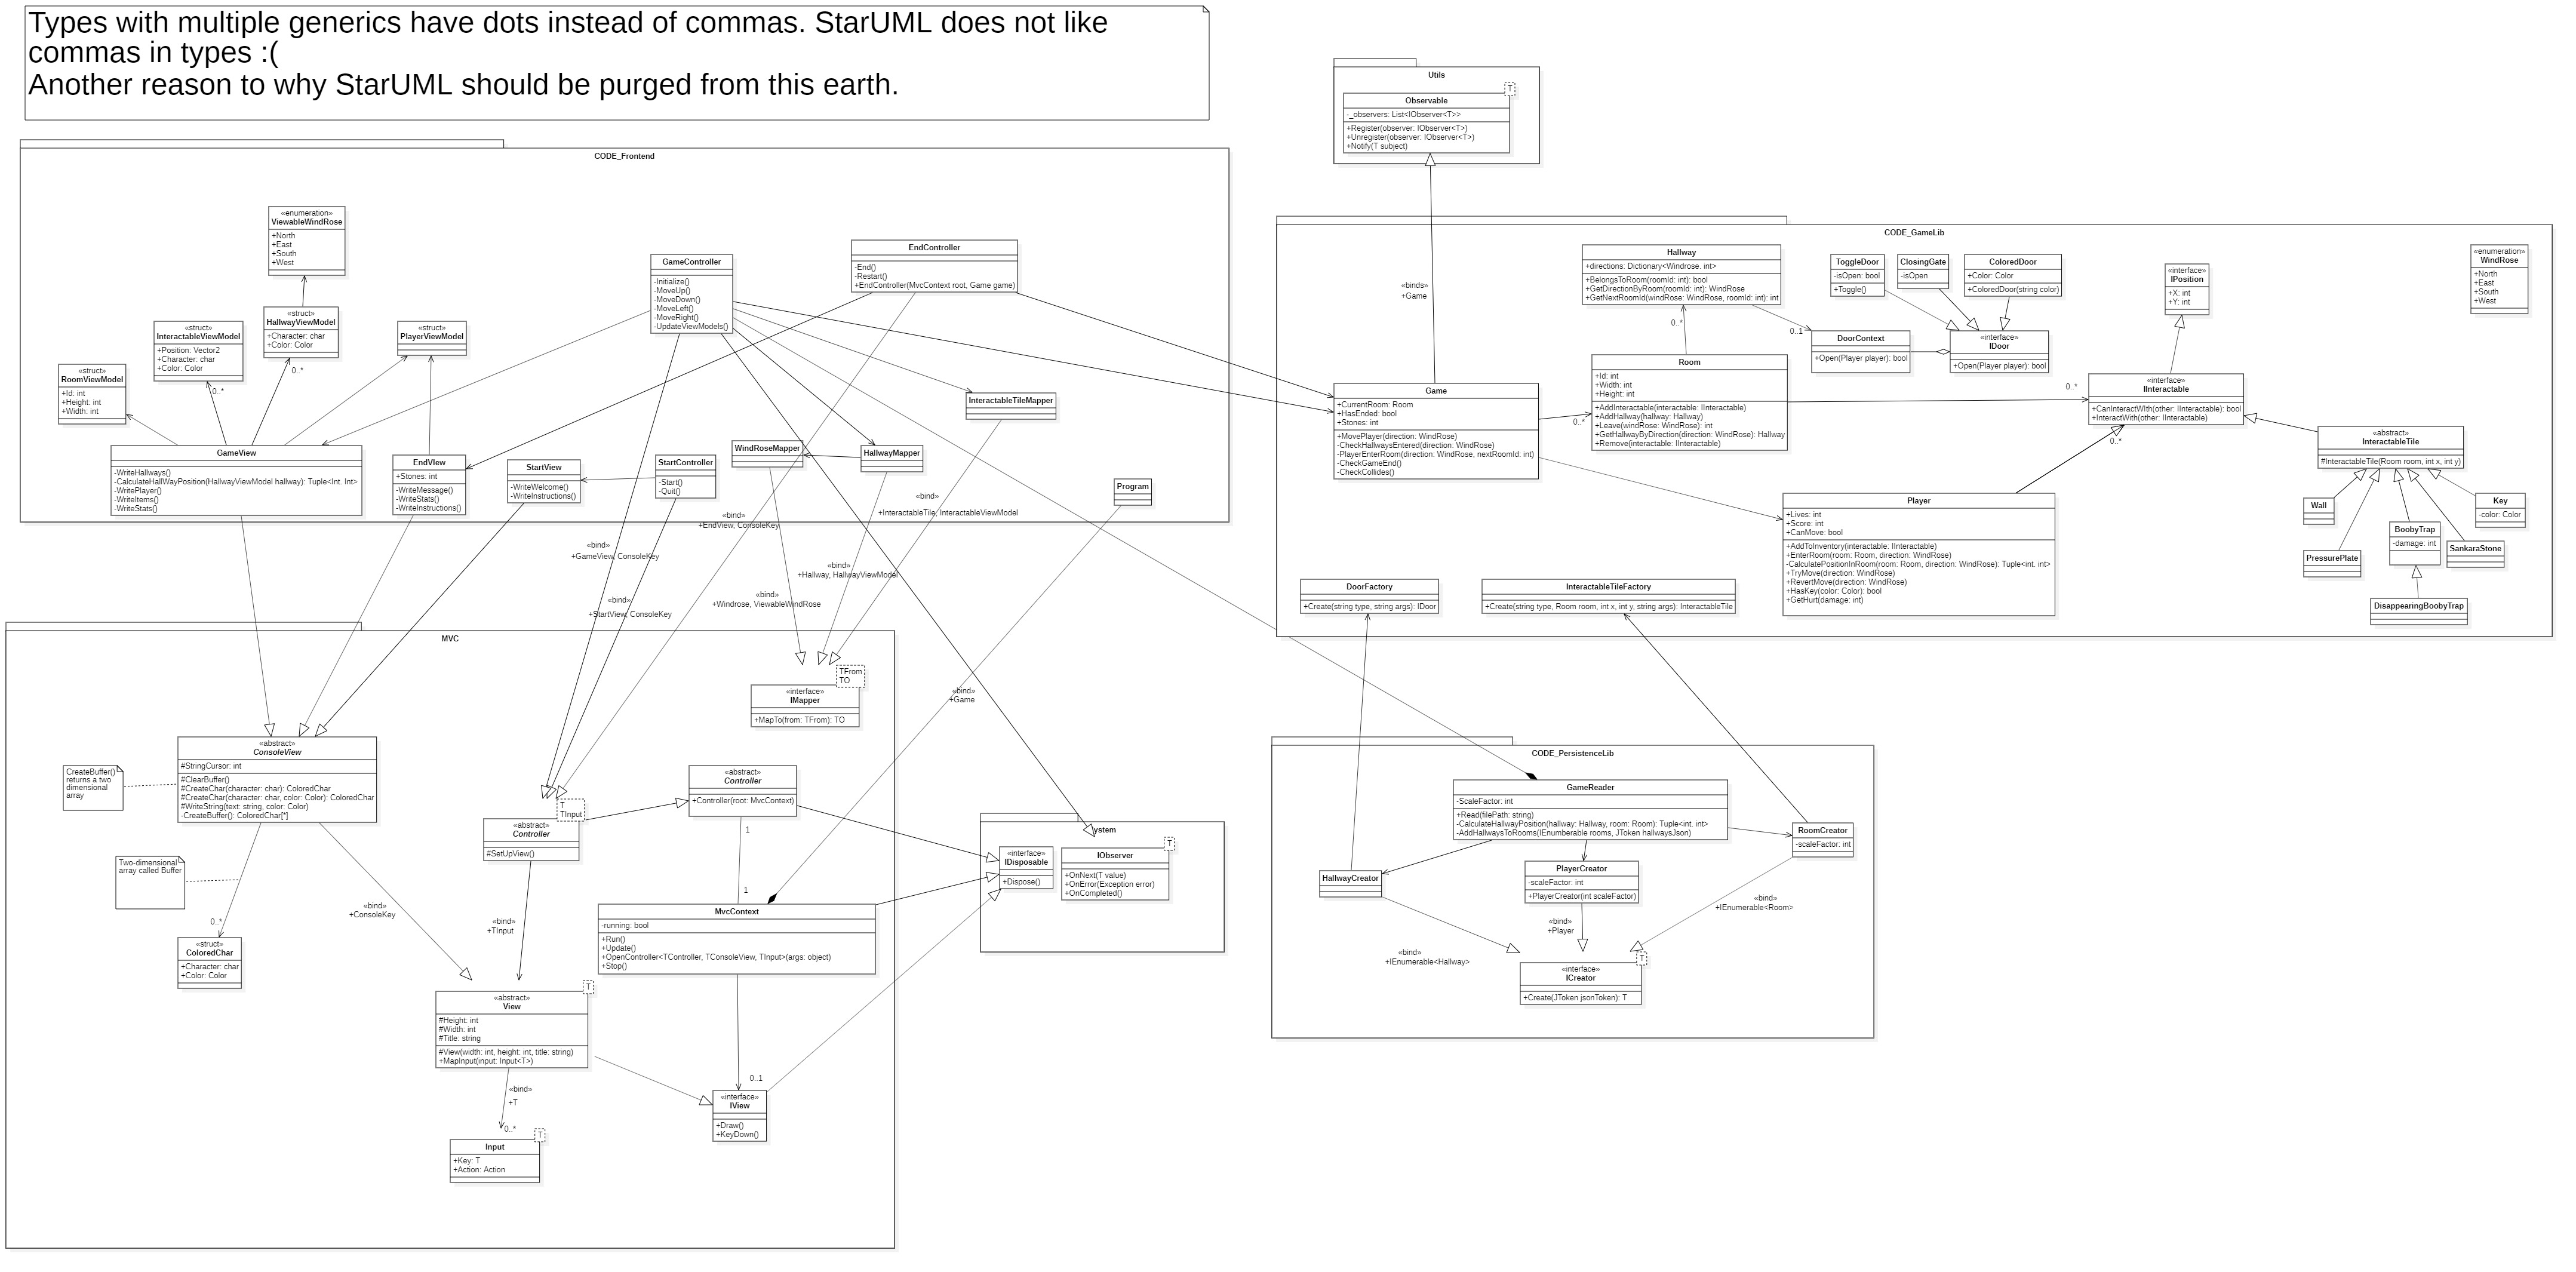 Types with multiple generics have dots instead of commas. StarUML does not like
commas in types :(
Another reason to why StarUML should be purged from this earth.
Utils
T
Observable
-_observers: List<IObserver<T>>
+Register(observer: IObserver<T>)
+Unregister(observer: IObserver<T>)
+Notify(T subject)
CODE_Frontend
«enumeration»
ViewableWindRose
+North
+East
+South
+West
«struct»
InteractableViewModel
+Position: Vector2
+Character: char
+Color: Color
«struct»
HallwayViewModel
+Character: char
+Color: Color
«struct»
PlayerViewModel
«struct»
RoomViewModel
+Id: int
+Height: int
+Width: int
0..*
0..*
GameController
-Initialize()
-MoveUp()
-MoveDown()
-MoveLeft()
-MoveRight()
-UpdateViewModels()
EndController
-End()
-Restart()
+EndController(MvcContext root, Game game)
InteractableTileMapper
WindRoseMapper
HallwayMapper
GameView
-WriteHallways()
-CalculateHallWayPosition(HallwayViewModel hallway): Tuple<Int. Int>
-WritePlayer()
-WriteItems()
-WriteStats()
EndVIew
+Stones: int
-WriteMessage()
-WriteStats()
-WriteInstructions()
StartView
-WriteWelcome()
-WriteInstructions()
StartController
-Start()
-Quit()
Program
«bind»
+InteractableTile, InteractableViewModel
«bind»
+EndView, ConsoleKey
«bind»
+GameView, ConsoleKey
«bind»
+Hallway, HallwayViewModel
«bind»
+Windrose, ViewableWindRose
«bind»
+StartView, ConsoleKey
«bind»
+Game
«binds»
+Game
CODE_GameLib
Hallway
+directions: Dictionary<Windrose. int>
+BelongsToRoom(roomId: int): bool
+GetDirectionByRoom(roomId: int): WindRose
+GetNextRoomId(windRose: WindRose, roomId: int): int
ToggleDoor
-isOpen: bool
+Toggle()
ClosingGate
-isOpen
ColoredDoor
+Color: Color
+ColoredDoor(string color)
«interface»
IPosition
+X: int
+Y: int
«enumeration»
WindRose
+North
+East
+South
+West
0..*
0..1
DoorContext
+Open(Player player): bool
«interface»
IDoor
+Open(Player player): bool
Game
+CurrentRoom: Room
+HasEnded: bool
+Stones: int
+MovePlayer(direction: WindRose)
-CheckHallwaysEntered(direction: WindRose)
-PlayerEnterRoom(direction: WindRose, nextRoomId: int)
-CheckGameEnd()
-CheckCollides()
0..*
Room
+Id: int
+Width: int
+Height: int
+AddInteractable(interactable: IInteractable)
+AddHallway(hallway: Hallway)
+Leave(windRose: WindRose): int
+GetHallwayByDirection(direction: WindRose): Hallway
+Remove(interactable: IInteractable)
0..*
«interface»
IInteractable
+CanInteractWIth(other: IInteractable): bool
+InteractWith(other: IInteractable)
0..*
«abstract»
InteractableTile
#InteractableTile(Room room, int x, int y)
Player
+Lives: int
+Score: int
+CanMove: bool
+AddToInventory(interactable: IInteractable)
+EnterRoom(room: Room, direction: WindRose)
-CalculatePositionInRoom(room: Room, direction: WindRose): Tuple<int. int>
+TryMove(direction: WindRose)
+RevertMove(direction: WindRose)
+HasKey(color: Color): bool
+GetHurt(damage: int)
Wall
PressurePlate
BoobyTrap
-damage: int
SankaraStone
Key
-color: Color
DisappearingBoobyTrap
DoorFactory
+Create(string type, string args): IDoor
InteractableTileFactory
+Create(string type, Room room, int x, int y, string args): InteractableTile
MVC
TFrom
TO
«interface»
IMapper
+MapTo(from: TFrom): TO
«abstract»
ConsoleView
#StringCursor: int
#ClearBuffer()
#CreateChar(character: char): ColoredChar
#CreateChar(character: char, color: Color): ColoredChar
#WriteString(text: string, color: Color)
-CreateBuffer(): ColoredChar[*]
CreateBuffer()
returns a two
dimensional
array
Two-dimensional
array called Buffer
0..*
«struct»
ColoredChar
+Character: char
+Color: Color
«bind»
+ConsoleKey
T
TInput
«abstract»
Controller
#SetUpView()
«abstract»
Controller
+Controller(root: MvcContext)
1
1
«bind»
+TInput
MvcContext
-running: bool
+Run()
+Update()
+OpenController<TController, TConsoleView, TInput>(args: object)
+Stop()
T
«abstract»
View
#Height: int
#Width: int
#Title: string
#View(width: int, height: int, title: string)
+MapInput(input: Input<T>)
«bind»
+T
0..*
T
Input
+Key: T
+Action: Action
0..1
«interface»
IView
+Draw()
+KeyDown()
ystem
«interface»
IDisposable
+Dispose()
T
IObserver
+OnNext(T value)
+OnError(Exception error)
+OnCompleted()
CODE_PersistenceLib
GameReader
-ScaleFactor: int
+Read(filePath: string)
-CalculateHallwayPosition(hallway: Hallway, room: Room): Tuple<int. int>
-AddHallwaysToRooms(IEnumberable rooms, JToken hallwaysJson)
RoomCreator
-scaleFactor: int
HallwayCreator
PlayerCreator
-scaleFactor: int
+PlayerCreator(int scaleFactor)
«bind»
+IEnumerable<Room>
«bind»
+Player
«bind»
+IEnumerable<Hallway>
T
«interface»
ICreator
+Create(JToken jsonToken): T